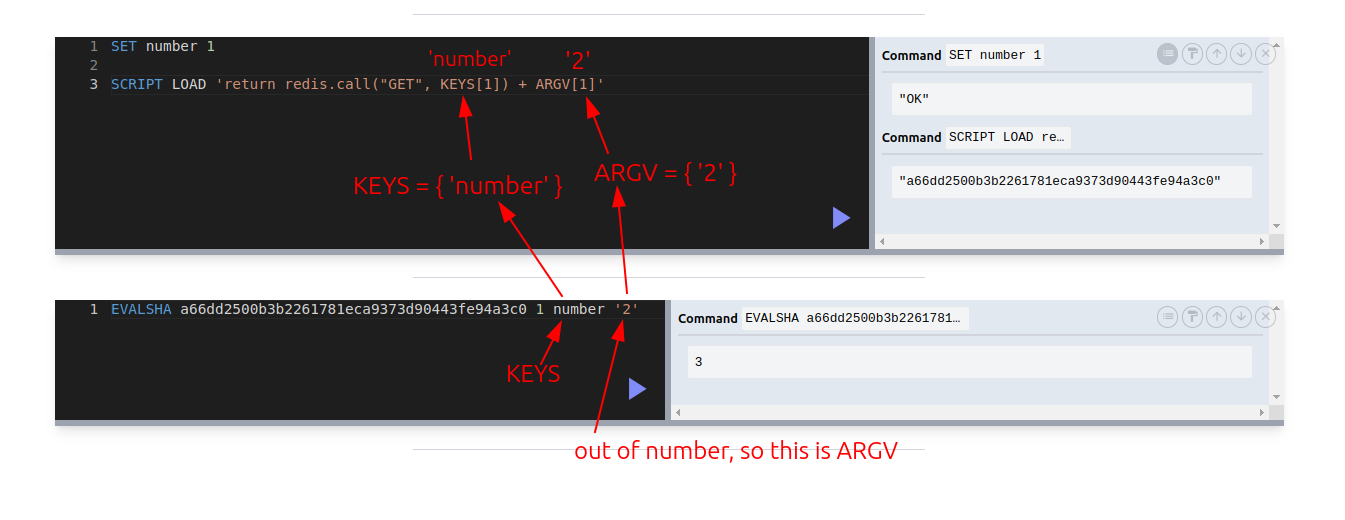 1 SET number 1
2
3 SCRIPT LOAD 'return redis.call("GET", KEYS[1]) + ARGV[1]'
'number' '2'
KEYS = { 'number' }
ARGV = { '2' }
Command SET number 1
"OK"
Command SCRIPT LOAD re…
"a66dd2500b3b2261781eca9373d90443fe94a3c0"
1 EVALSHA a66dd2500b3b2261781eca9373d90443fe94a3c0 1 number '2'
KEYS
Command EVALSHA a66dd2500b3b2261781…
3
out of number, so this is ARGV